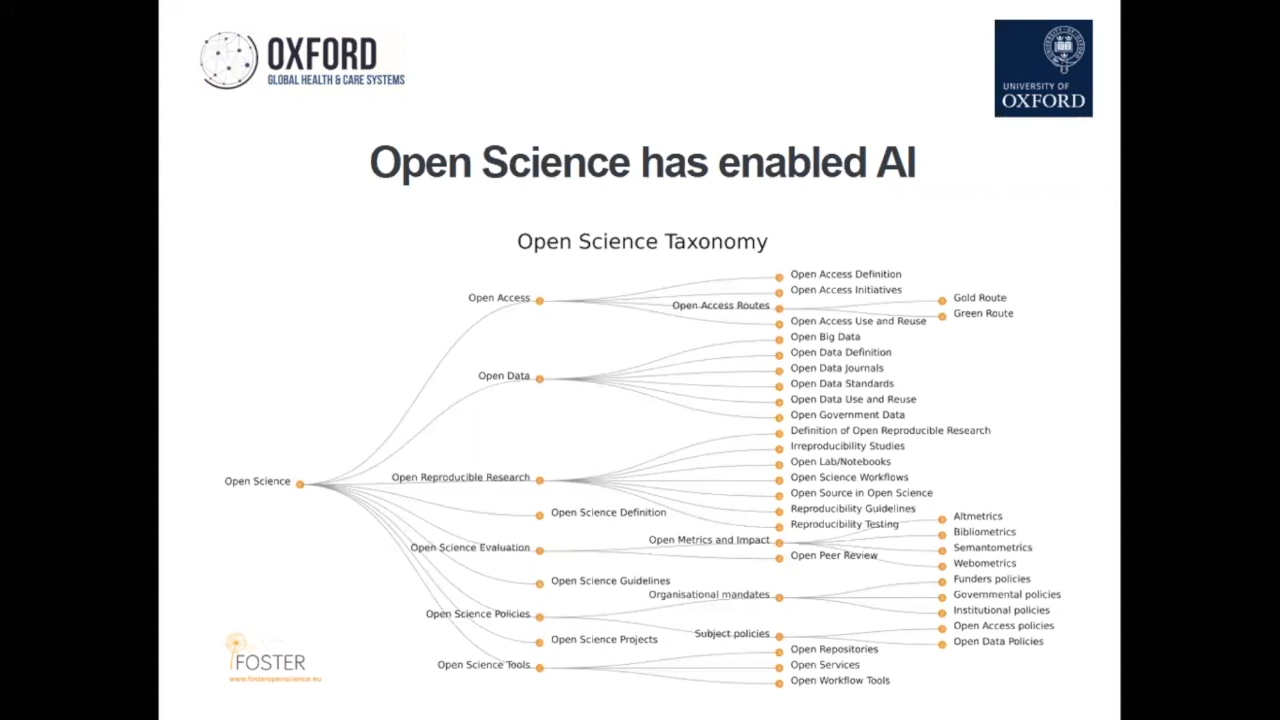 OXFORD
GLOBAL HEALTH & CARE SYSTEMS
UNIVERSITY OF
OXFORD
Open Science has enabled AI
Open Science Taxonomy
Open Science
Open Access
Open Access Definition
Open Access Initiatives
Open Access Routes
Gold Route
Green Route
Open Access Use and Reuse
Open Data
Open Big Data
Open Data Definition
Open Data Journals
Open Data Standards
Open Data Use and Reuse
Open Government Data
Open Reproducible Research
Definition of Open Reproducible Research
Irreproducibility Studies
Open Lab/Notebooks
Open Science Workflows
Open Source in Open Science
Reproducibility Guidelines
Reproducibility Testing
Open Science Definition
Open Science Evaluation
Open Metrics and Impact
Altmetrics
Bibliometrics
Semantometrics
Webometrics
Open Peer Review
Open Science Guidelines
Open Science Policies
Organisational mandates
Funders policies
Governmental policies
Institutional policies
Subject policies
Open Access policies
Open Data Policies
Open Science Projects
Open Science Tools
Open Repositories
Open Services
Open Workflow Tools
FOSTER
www.fosteropenscience.eu